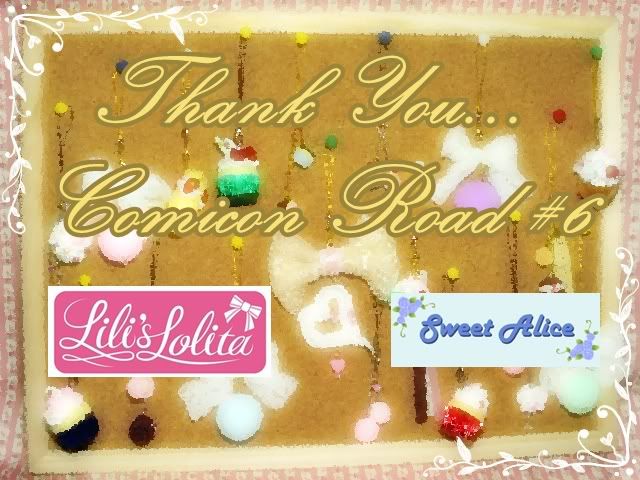 Thank You...
Comicon Road #6
Lili's Lolita
Sweet Alice